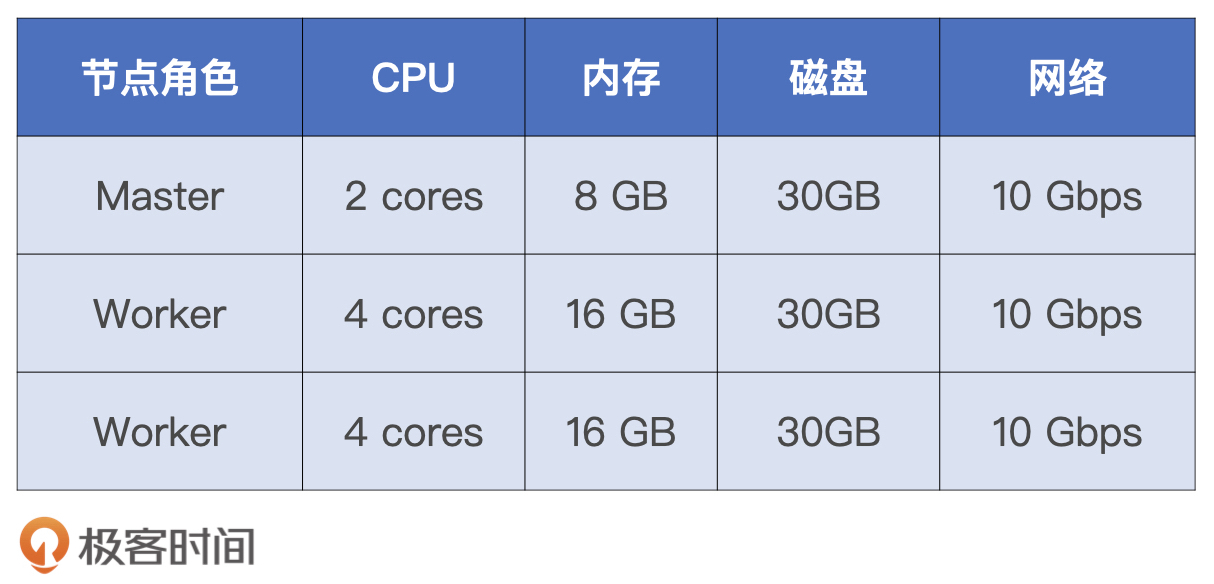 节点角色 CPU 内存 磁盘 网络
Master 2 cores 8 GB 30GB 10 Gbps
Worker 4 cores 16 GB 30GB 10 Gbps
Worker 4 cores 16 GB 30GB 10 Gbps
极客时间